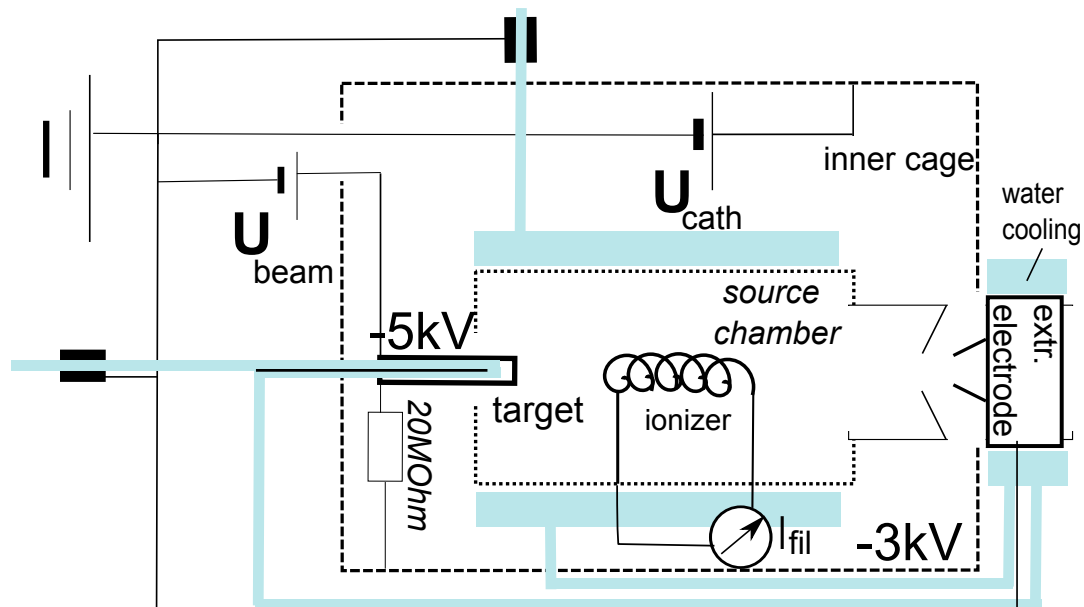 inner cage
U
cath
water
cooling
U
beam
source
chamber
-5kV
extr.
electrode
target
ionizer
20MOhm
I
fil
-3kV